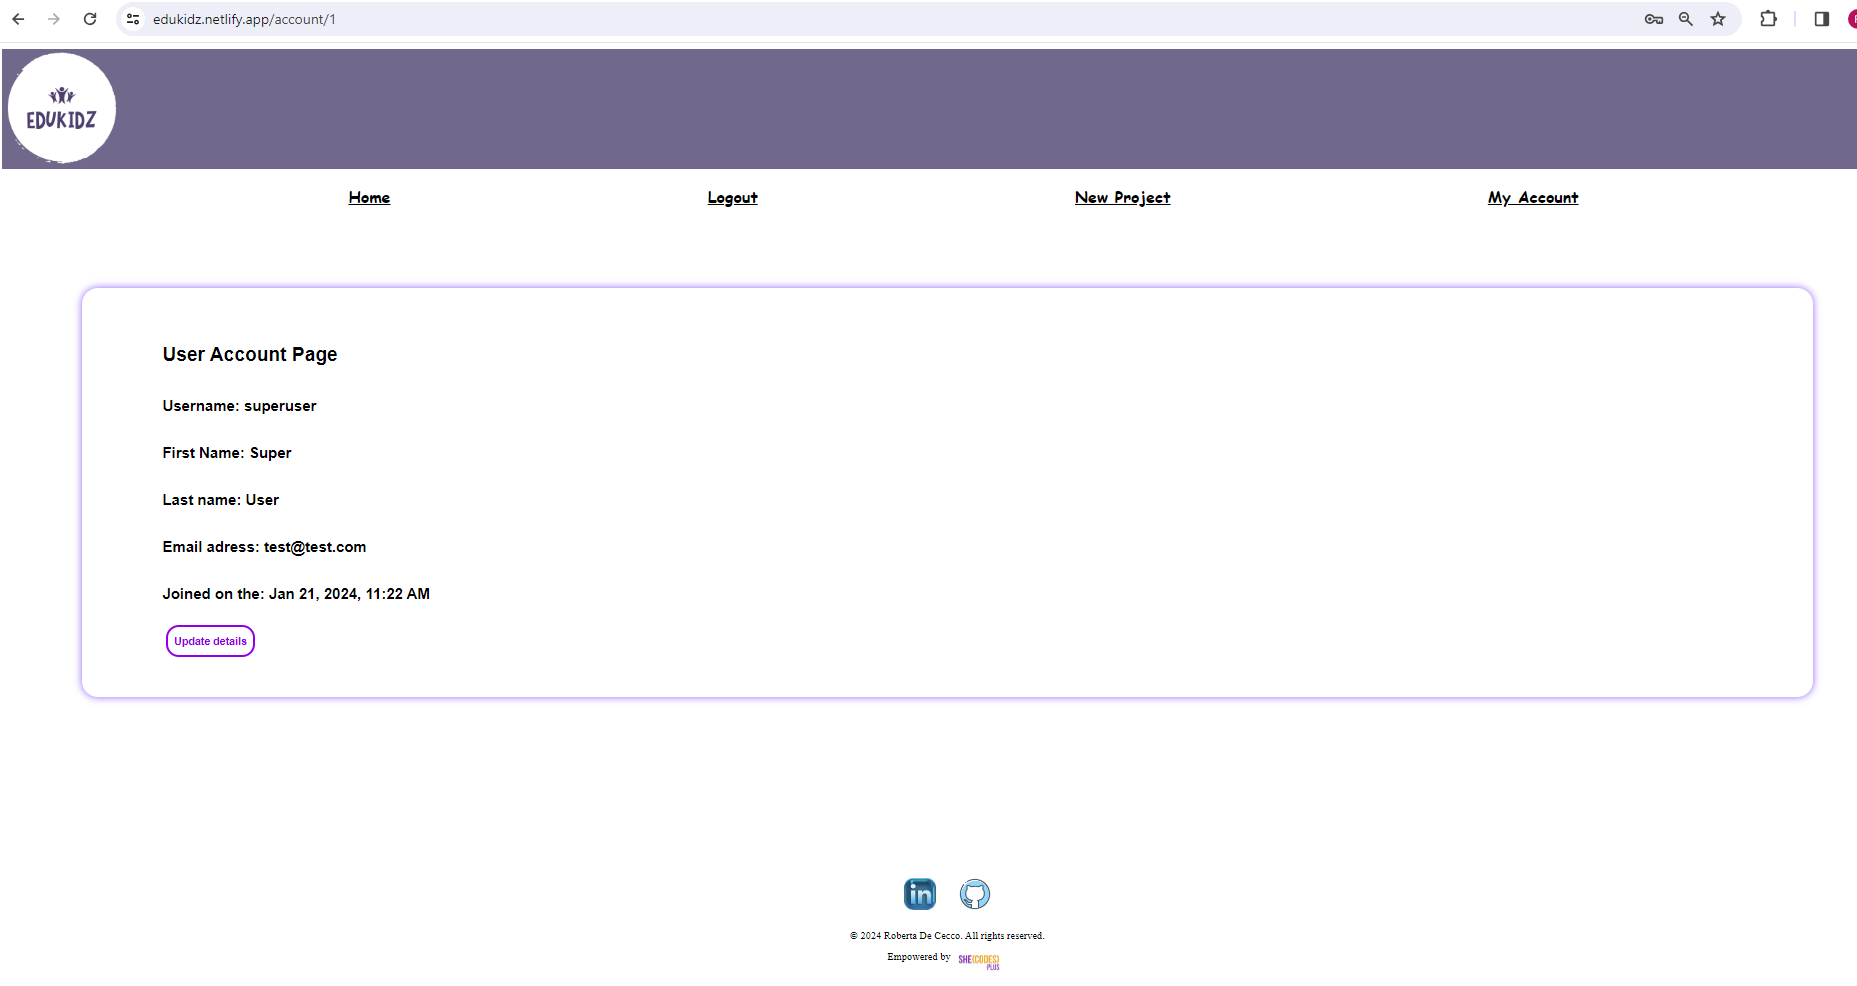 edukidz.netlify.app/account/1
EDUKIDZ
Home Logout New Project My Account
User Account Page
Username: superuser
First Name: Super
Last name: User
Email adress: test@test.com
Joined on the: Jan 21, 2024, 11:22 AM
Update details
in
© 2024 Roberta De Cecco. All rights reserved.
Empowered by SHE(CODES)
PLUS